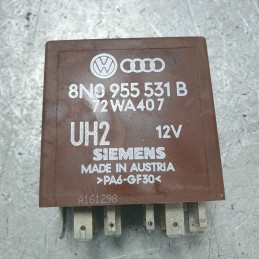 8N0 955 531 B
72WA407
UH2 12V
SIEMENS
MADE IN AUSTRIA
>PA6-GF30<
A161298